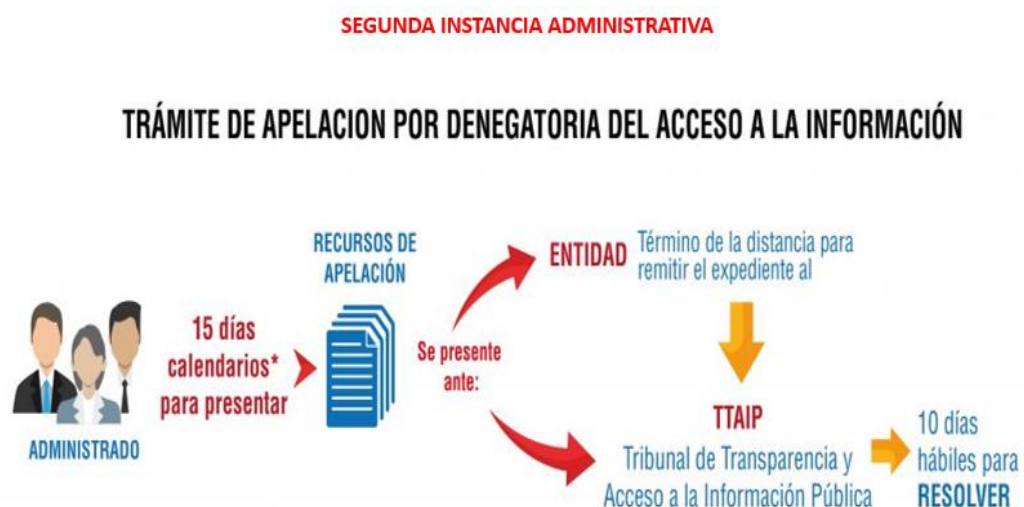 SEGUNDA INSTANCIA ADMINISTRATIVA
TRÁMITE DE APELACION POR DENEGATORIA DEL ACCESO A LA INFORMACIÓN
ADMINISTRADO
15 días
calendarios*
para presentar
RECURSOS DE
APELACIÓN
Se presente
ante:
ENTIDAD
Término de la distancia para
remitir el expediente al
TTAIP
Tribunal de Transparencia y
Acceso a la Información Pública
10 días
hábiles para
RESOLVER